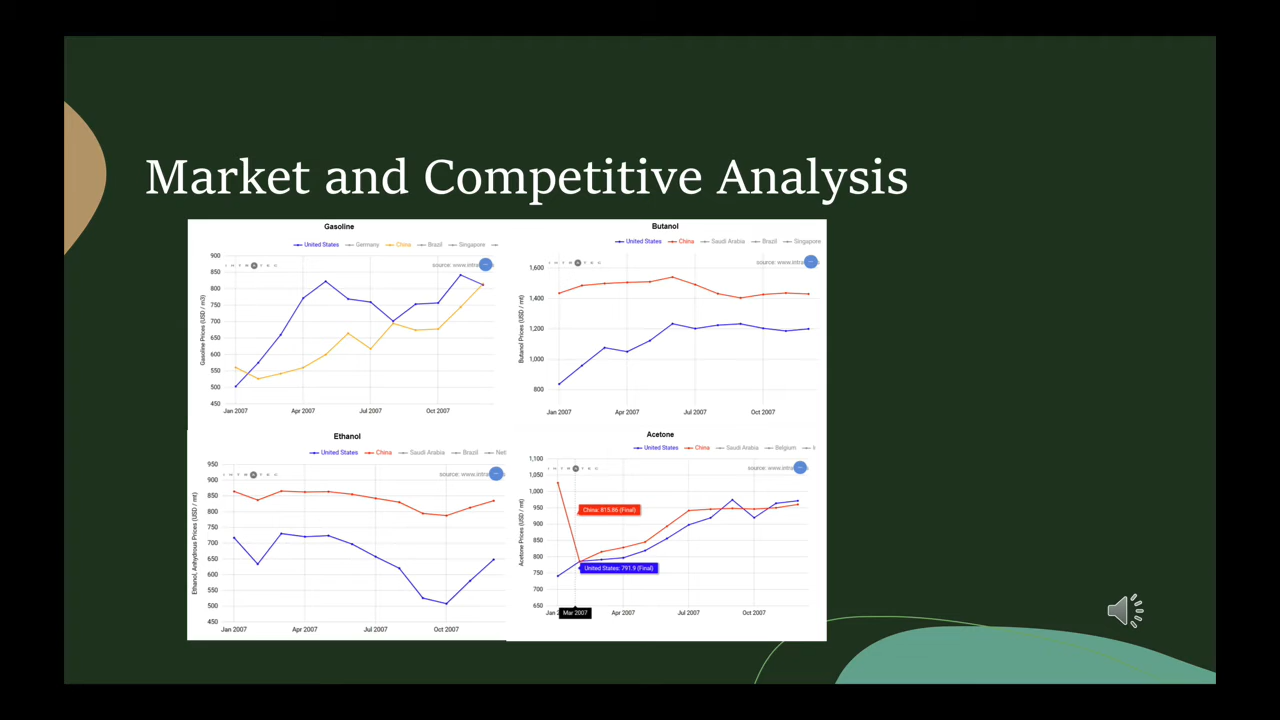 Market and Competitive Analysis
Gasoline
United States Germany China Brazil Singapore
source: www.intra
900
850
800
750
700
650
600
550
500
450
Gasoline Prices (USD / m3)
Jan 2007 Apr 2007 Jul 2007 Oct 2007
Butanol
United States China Saudi Arabia Brazil Singapore
source: www.intra
1,600
1,400
1,200
1,000
800
Butanol Prices (USD / mt)
Jan 2007 Apr 2007 Jul 2007 Oct 2007
Ethanol
United States China Saudi Arabia Brazil Net
source: www.intra
950
900
850
800
750
700
650
600
550
500
450
Ethanol, Anhydrous Prices (USD / mt)
Jan 2007 Apr 2007 Jul 2007 Oct 2007
Acetone
United States China Saudi Arabia Belgium
source: www.intra
1,100
1,050
1,000
950
900
850
800
750
700
650
Acetone Prices (USD / mt)
China: 815.86 (Final)
United States: 791.9 (Final)
Jan 2 Mar 2007 Apr 2007 Jul 2007 Oct 2007